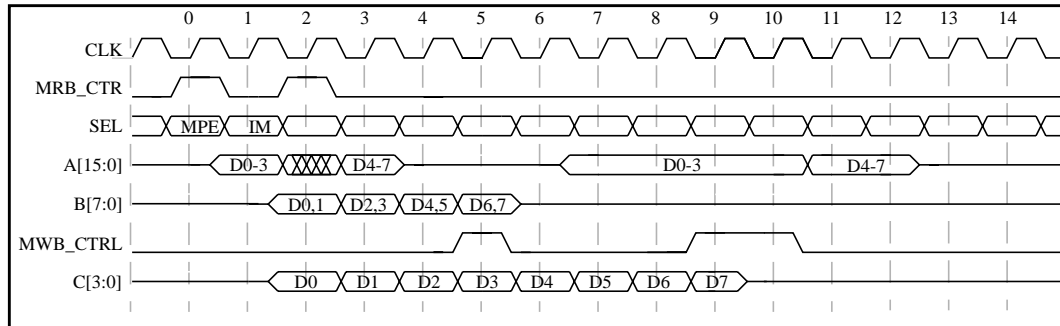 0 1 2 3 4 5 6 7 8 9 10 11 12 13 14
CLK
MRB_CTR
SEL MPE IM
A[15:0] D0-3 D4-7 D0-3 D4-7
B[7:0] D0,1 D2,3 D4,5 D6,7
MWB_CTRL
C[3:0] D0 D1 D2 D3 D4 D5 D6 D7